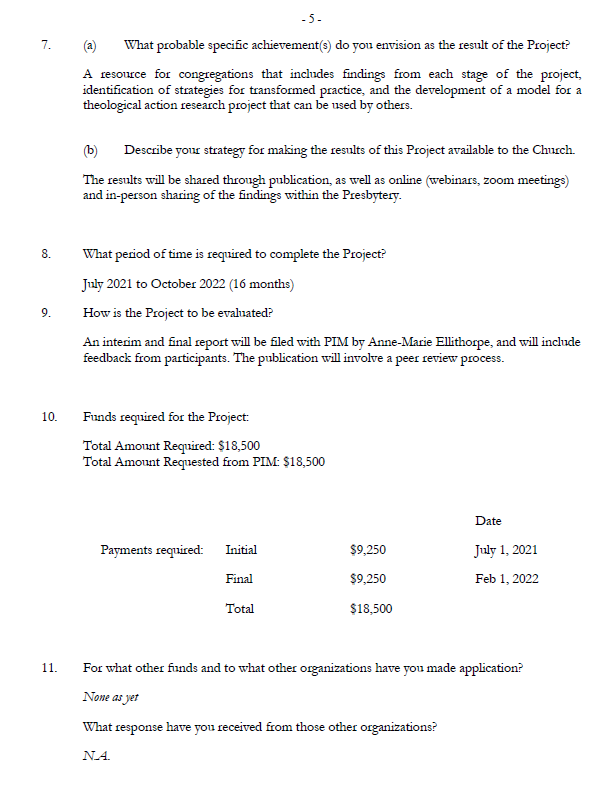 - 5 -
7. (a) What probable specific achievement(s) do you envision as the result of the Project?
A resource for congregations that includes findings from each stage of the project,
identification of strategies for transformed practice, and the development of a model for a
theological action research project that can be used by others.
(b) Describe your strategy for making the results of this Project available to the Church.
The results will be shared through publication, as well as online (webinars, zoom meetings)
and in-person sharing of the findings within the Presbytery.
8. What period of time is required to complete the Project?
July 2021 to October 2022 (16 months)
9. How is the Project to be evaluated?
An interim and final report will be filed with PIM by Anne-Marie Ellithorpe, and will include
feedback from participants. The publication will involve a peer review process.
10. Funds required for the Project:
Total Amount Required: $18,500
Total Amount Requested from PIM: $18,500
Date
Payments required: Initial $9,250 July 1, 2021
Final $9,250 Feb 1, 2022
Total $18,500
11. For what other funds and to what other organizations have you made application?
None as yet
What response have you received from those other organizations?
N.A.